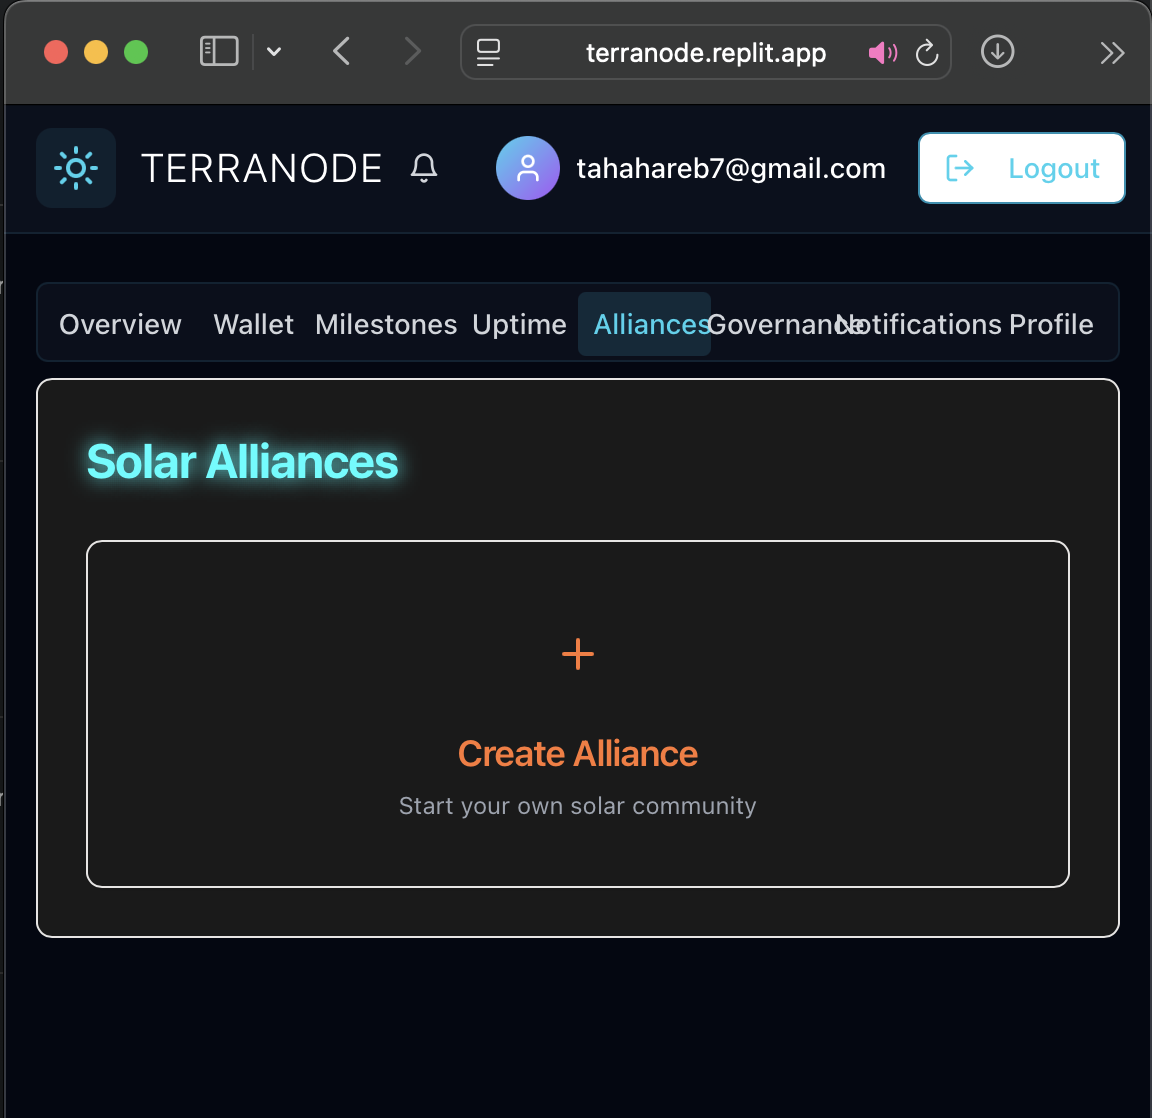 terranode.replit.app
TERRANODE
tahahareb7@gmail.com
Logout
Overview Wallet Milestones Uptime Alliances Governance Notifications Profile
Solar Alliances
Create Alliance
Start your own solar community